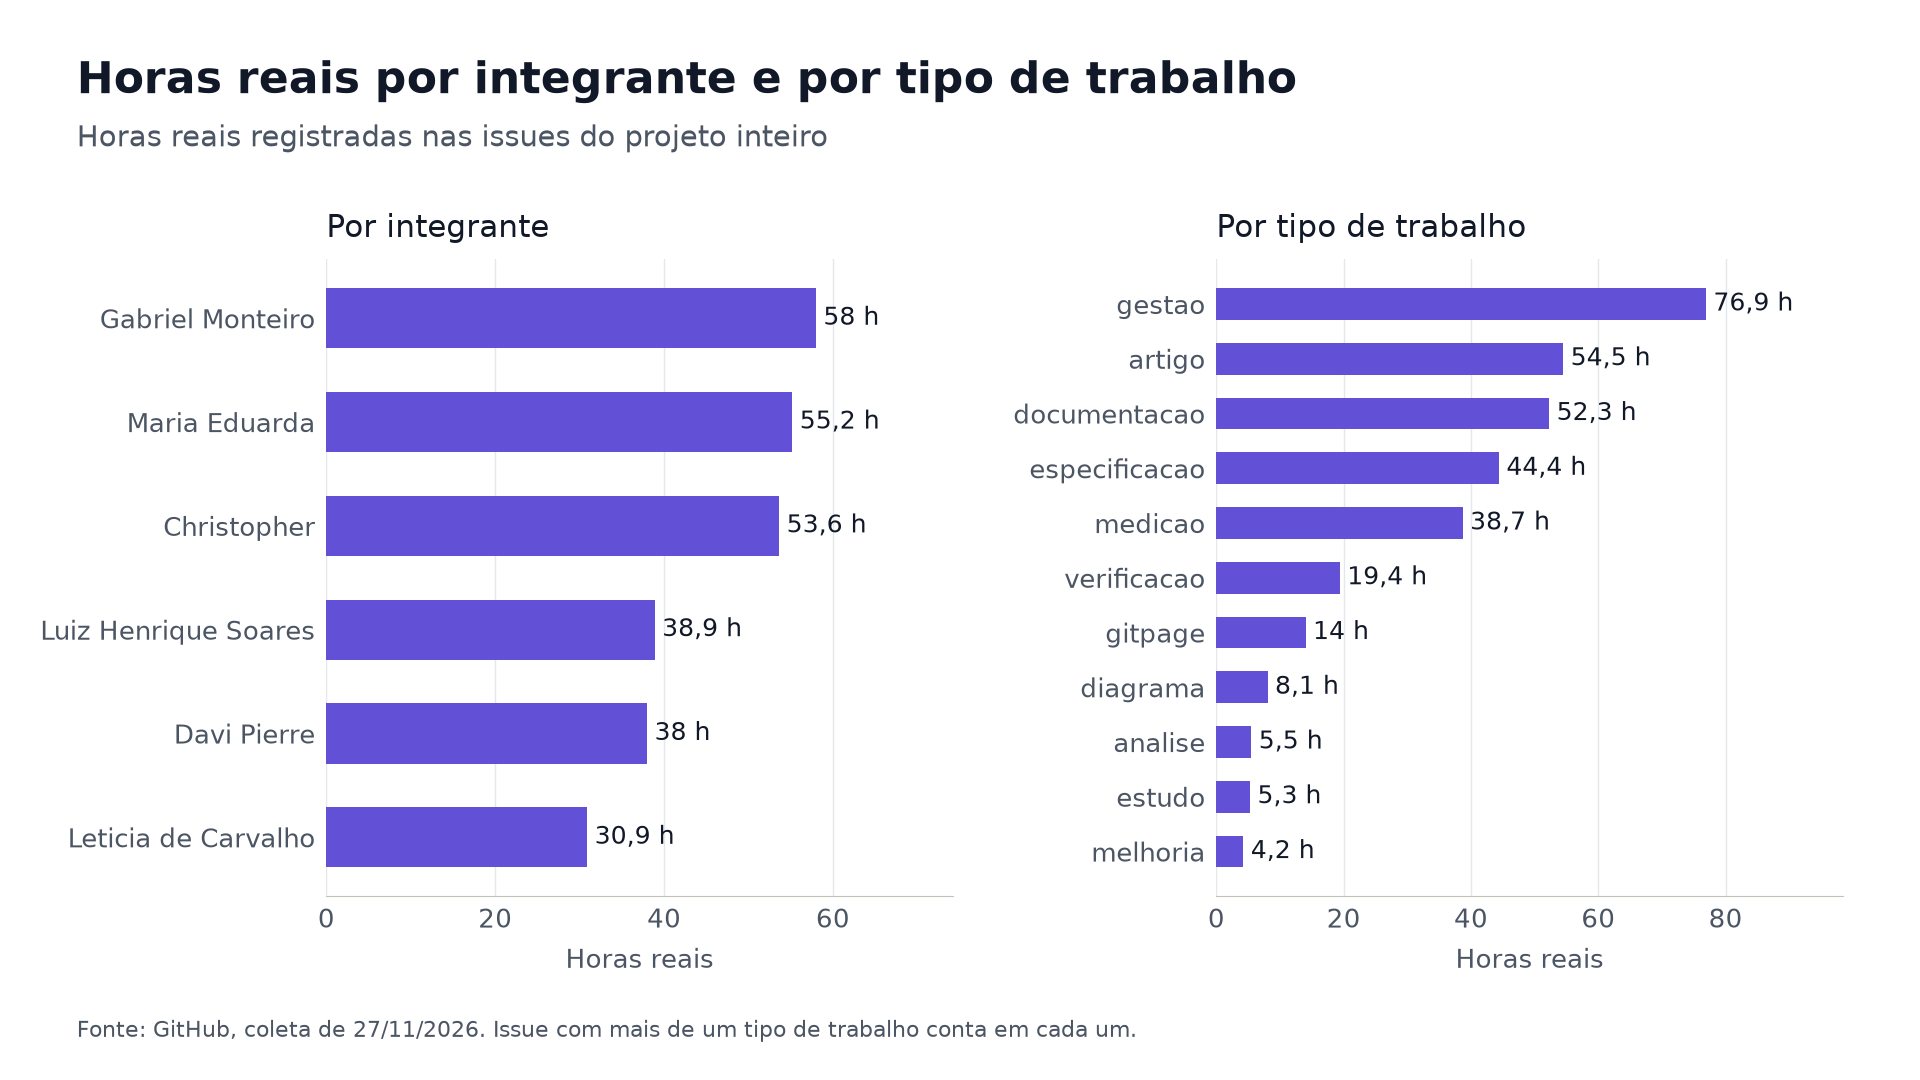 Horas reais por integrante e por tipo de trabalho
Horas reais registradas nas issues do projeto inteiro
Por integrante
Gabriel Monteiro 58 h
Maria Eduarda 55,2 h
Christopher 53,6 h
Luiz Henrique Soares 38,9 h
Davi Pierre 38 h
Leticia de Carvalho 30,9 h
0 20 40 60
Horas reais
Por tipo de trabalho
gestao 76,9 h
artigo 54,5 h
documentacao 52,3 h
especificacao 44,4 h
medicao 38,7 h
verificacao 19,4 h
gitpage 14 h
diagrama 8,1 h
analise 5,5 h
estudo 5,3 h
melhoria 4,2 h
0 20 40 60 80
Horas reais
Fonte: GitHub, coleta de 27/11/2026. Issue com mais de um tipo de trabalho conta em cada um.